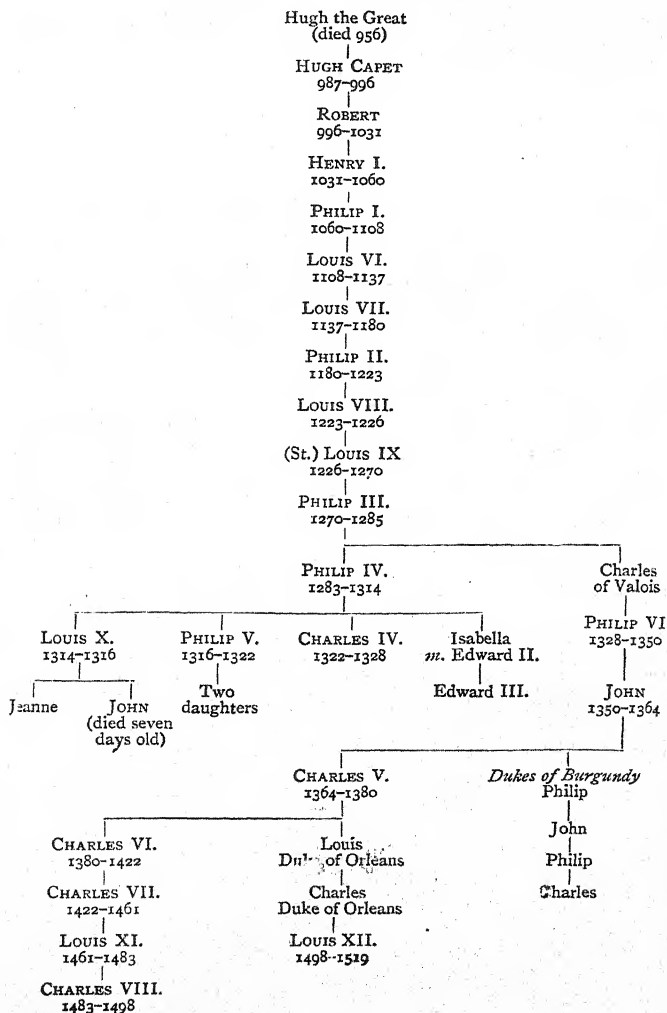 Hugh the Great
(died 956)
HUGH CAPET
987–996
ROBERT
996–1031
HENRY I.
1031–1060
PHILIP I.
1060–1108
LOUIS VI.
1108–1137
LOUIS VII.
1137–1180
PHILIP II.
1180–1223
LOUIS VIII.
1223–1226
(St.) LOUIS IX
1226–1270
PHILIP III.
1270–1285
PHILIP IV.
1283–1314
Charles
of Valois
LOUIS X.
1314–1316
PHILIP V.
1316–1322
CHARLES IV.
1322–1328
Isabella
m. Edward II.
PHILIP VI
1328–1350
Jeanne
JOHN
(died seven
days old)
Two
daughters
Edward III.
JOHN
1350–1364
CHARLES V.
1364–1380
Dukes of Burgundy
Philip
John
Philip
Charles
CHARLES VI.
1380–1422
Louis
of Orleans
CHARLES VII.
1422–1461
Charles
Duke of Orleans
LOUIS XI.
1461–1483
LOUIS XII.
1498–1519
CHARLES VIII.
1483–1498